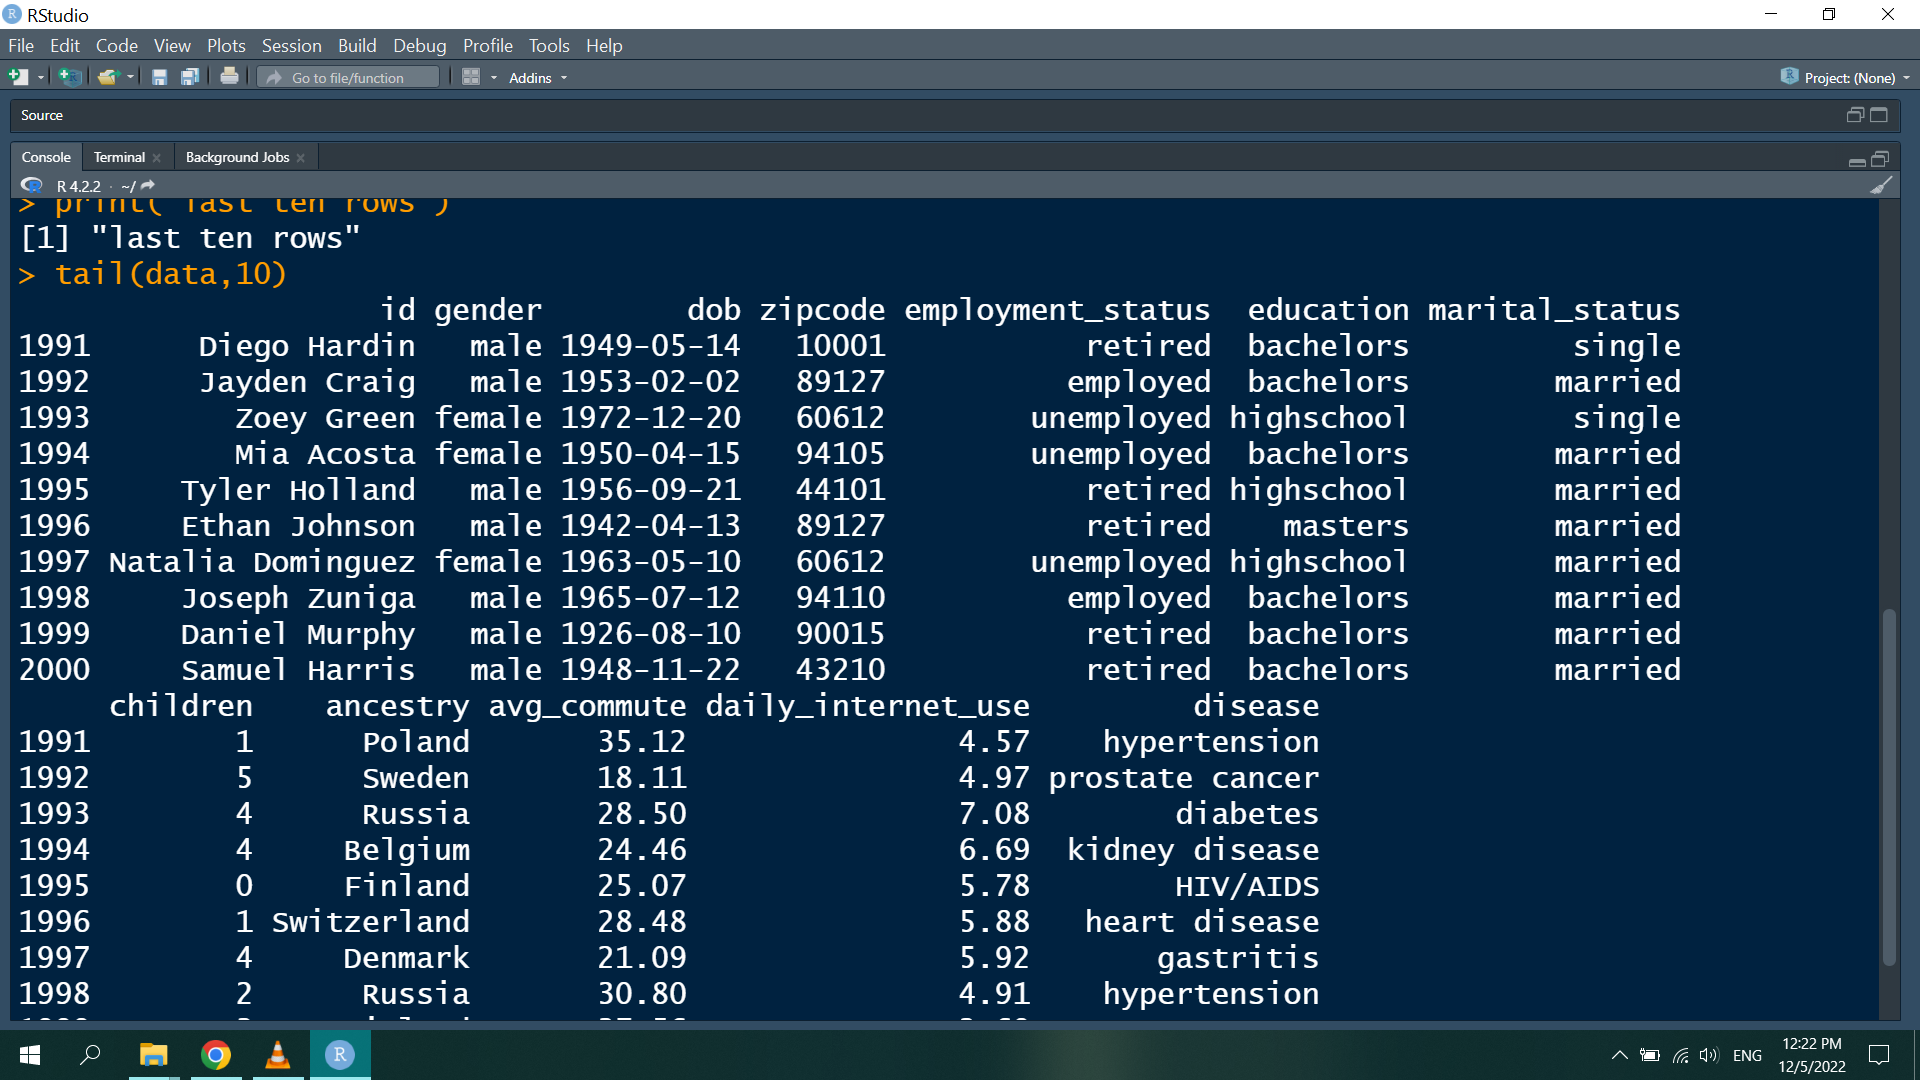 RStudio
File Edit Code View Plots Session Build Debug Profile Tools Help
Go to file/function Addins Project: (None)
Source
Console Terminal Background Jobs
R 4.2.2 · ~/
> print( last ten rows )
[1] "last ten rows"
> tail(data,10)
id gender dob zipcode employment_status education marital_status
1991 Diego Hardin male 1949-05-14 10001 retired bachelors single
1992 Jayden Craig male 1953-02-02 89127 employed bachelors married
1993 Zoey Green female 1972-12-20 60612 unemployed highschool single
1994 Mia Acosta female 1950-04-15 94105 unemployed bachelors married
1995 Tyler Holland male 1956-09-21 44101 retired highschool married
1996 Ethan Johnson male 1942-04-13 89127 retired masters married
1997 Natalia Dominguez female 1963-05-10 60612 unemployed highschool married
1998 Joseph Zuniga male 1965-07-12 94110 employed bachelors married
1999 Daniel Murphy male 1926-08-10 90015 retired bachelors married
2000 Samuel Harris male 1948-11-22 43210 retired bachelors married
children ancestry avg_commute daily_internet_use disease
1991 1 Poland 35.12 4.57 hypertension
1992 5 Sweden 18.11 4.97 prostate cancer
1993 4 Russia 28.50 7.08 diabetes
1994 4 Belgium 24.46 6.69 kidney disease
1995 0 Finland 25.07 5.78 HIV/AIDS
1996 1 Switzerland 28.48 5.88 heart disease
1997 4 Denmark 21.09 5.92 gastritis
1998 2 Russia 30.80 4.91 hypertension
ENG
12:22 PM
12/5/2022